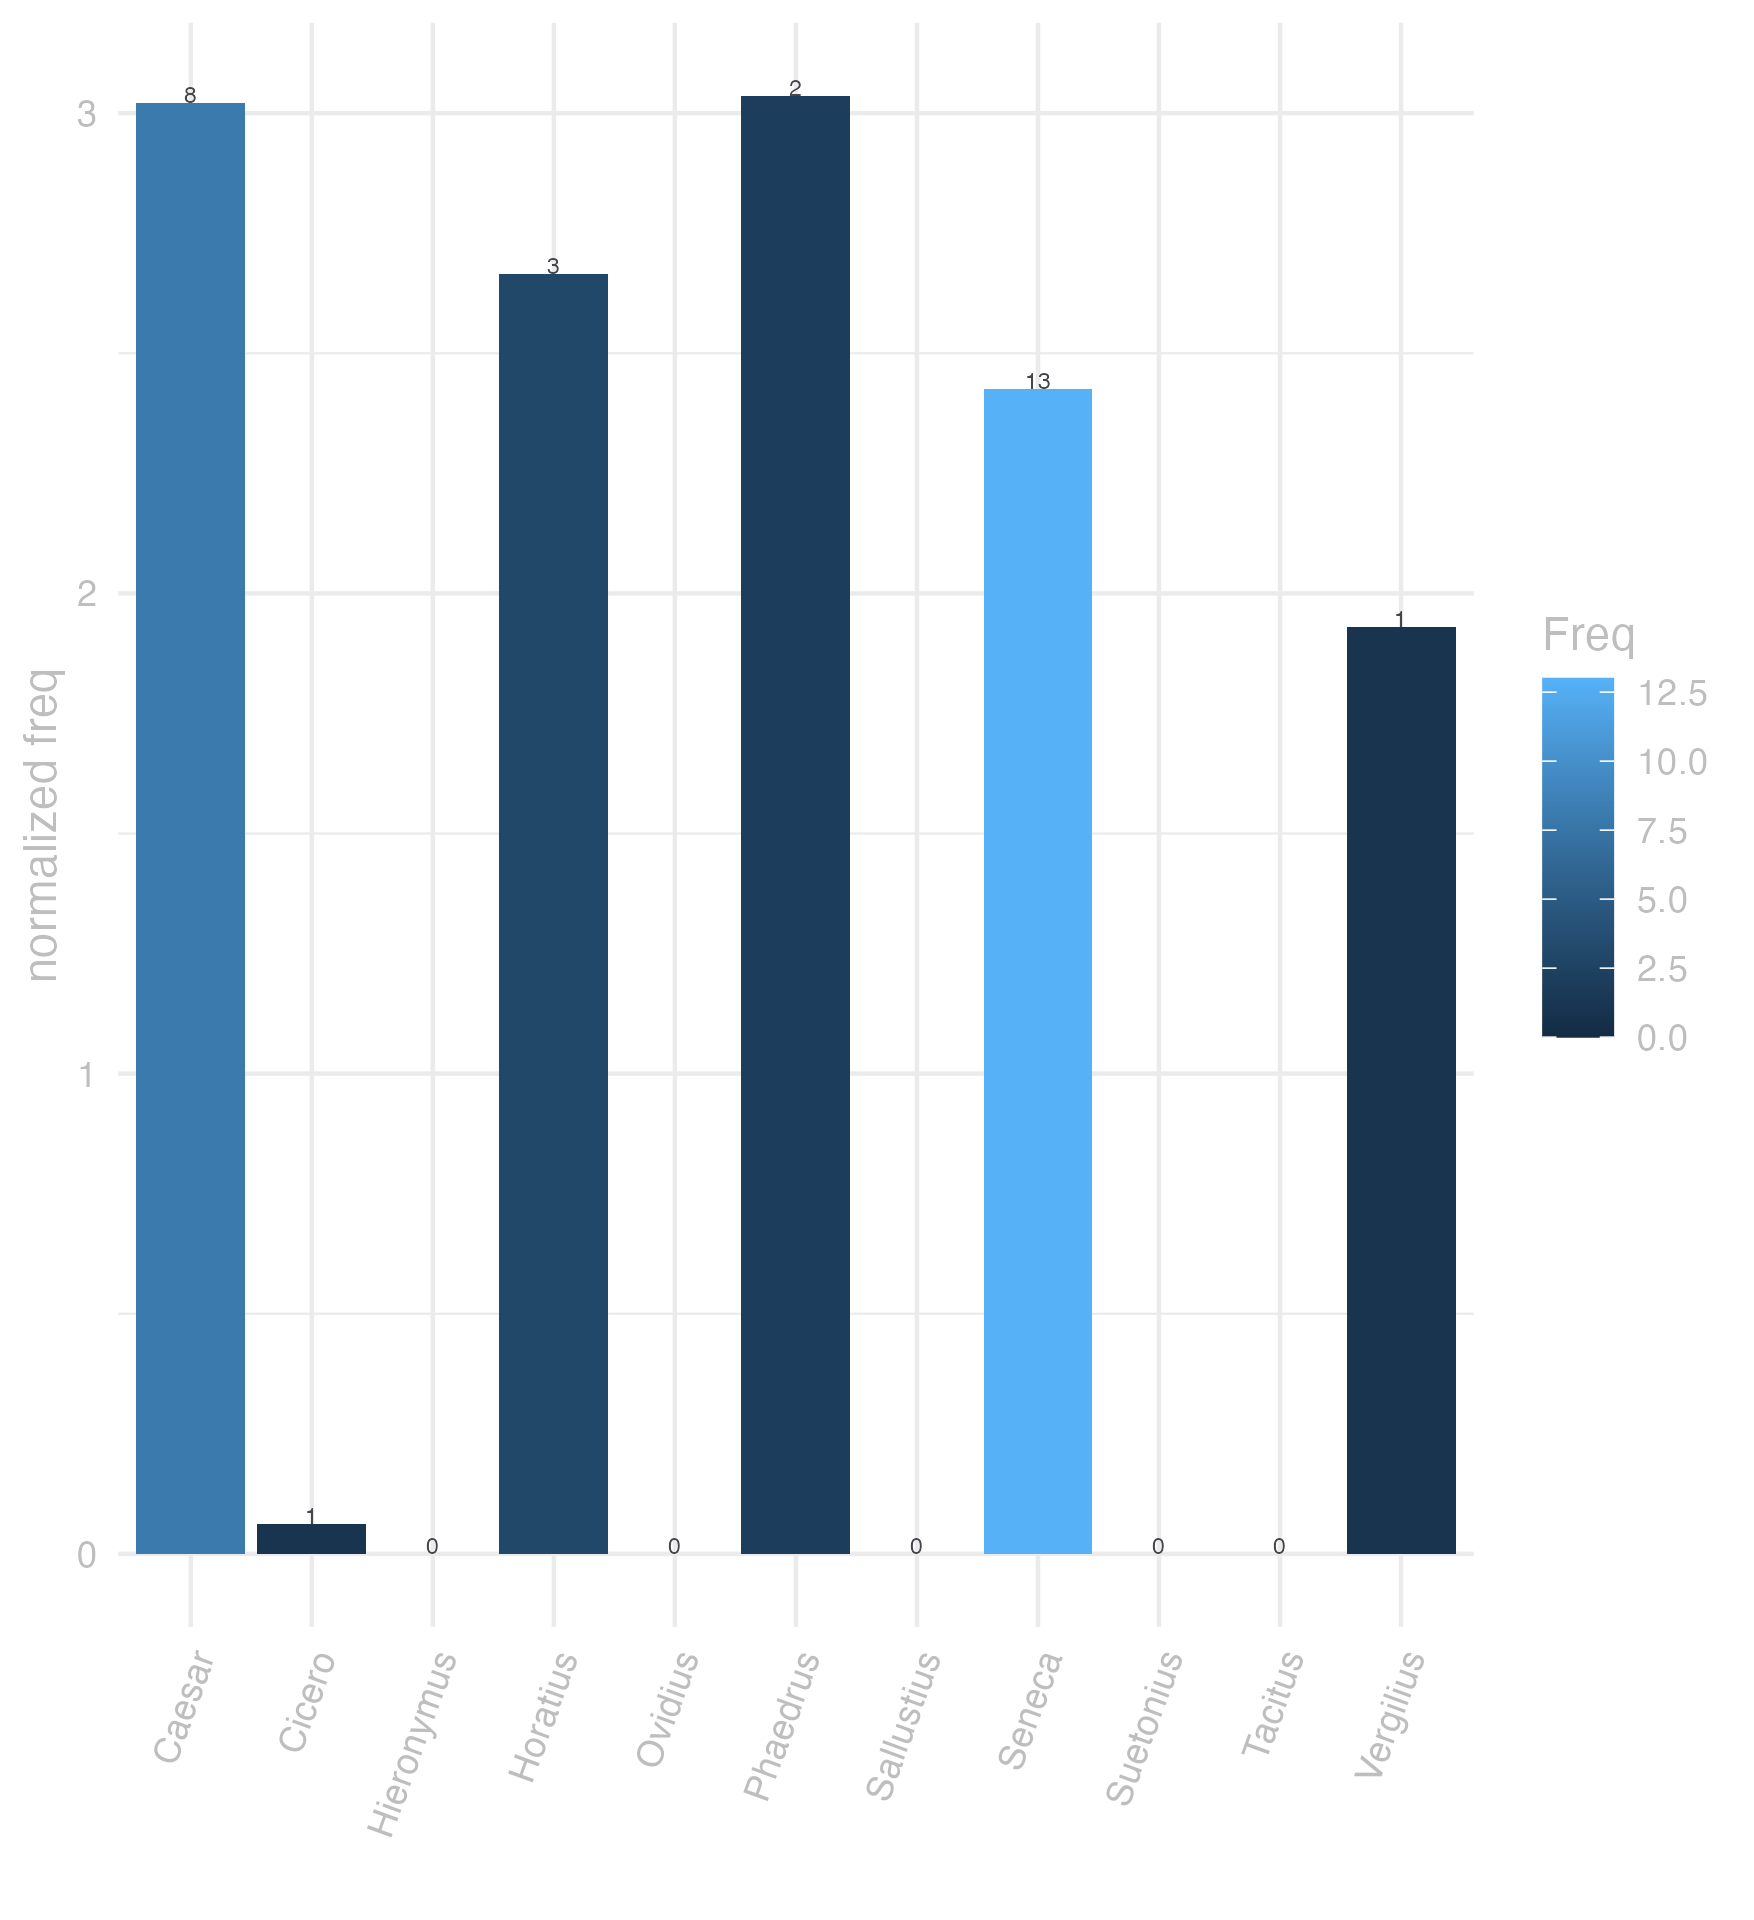 normalized freq
3
2
1
0
8
1
0
3
0
2
0
13
0
0
1
Caesar
Cicero
Hieronymus
Horatius
Ovidius
Phaedrus
Sallustius
Seneca
Suetonius
Tacitus
Vergilius
Freq
12.5
10.0
7.5
5.0
2.5
0.0